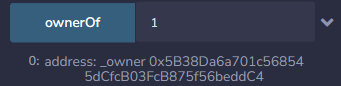 ownerOf 1
0: address: _owner 0x5B38Da6a701c56854
5dCfcB03FcB875f56beddC4